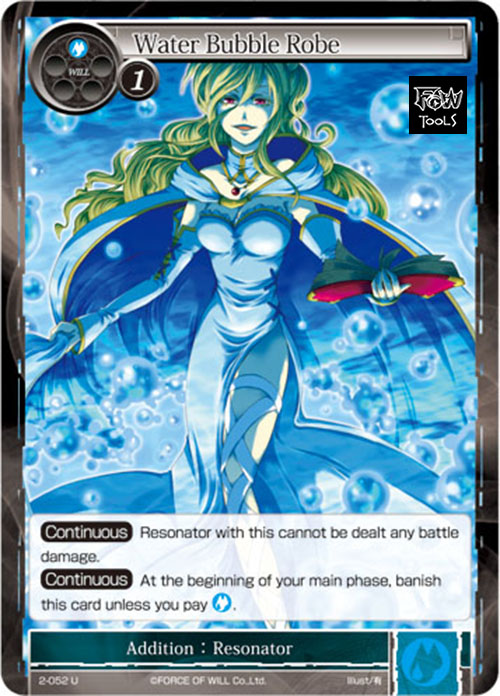 Water Bubble Robe
WILL
1
FOW
TOOLS
Continuous Resonator with this cannot be dealt any battle
damage.
Continuous At the beginning of your main phase, banish
this card unless you pay .
Addition : Resonator
2-052 U
©FORCE OF WILL Co.,Ltd.
Illust/有